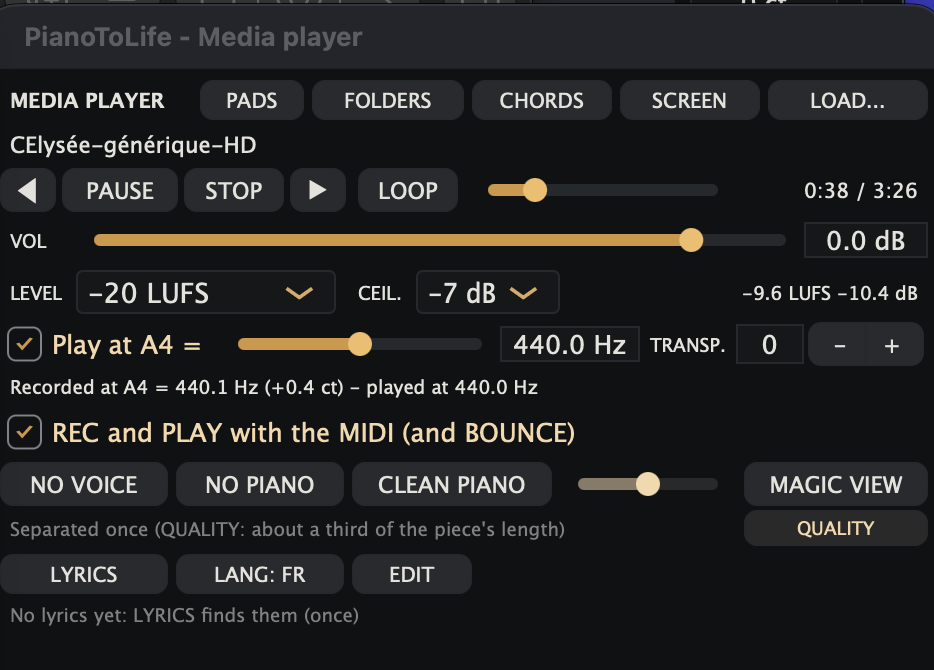 PianoToLife - Media player
MEDIA PLAYER PADS FOLDERS CHORDS SCREEN LOAD...
CElysée-générique-HD
PAUSE STOP LOOP 0:38 / 3:26
VOL 0.0 dB
LEVEL -20 LUFS CEIL. -7 dB -9.6 LUFS -10.4 dB
Play at A4 = 440.0 Hz TRANSP. 0 - +
Recorded at A4 = 440.1 Hz (+0.4 ct) - played at 440.0 Hz
REC and PLAY with the MIDI (and BOUNCE)
NO VOICE NO PIANO CLEAN PIANO MAGIC VIEW
Separated once (QUALITY: about a third of the piece's length) QUALITY
LYRICS LANG: FR EDIT
No lyrics yet: LYRICS finds them (once)